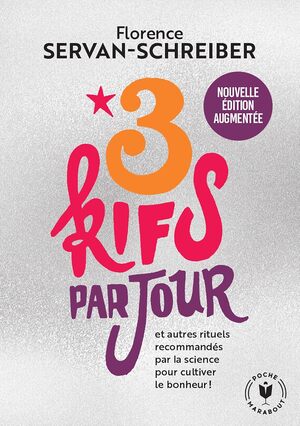 Florence
SERVAN-SCHREIBER
NOUVELLE
ÉDITION
AUGMENTÉE
*3
KIFS
PAR JOUR
et autres rituels
recommandés
par la science
pour cultiver
le bonheur !
POCHE
MARABOUT